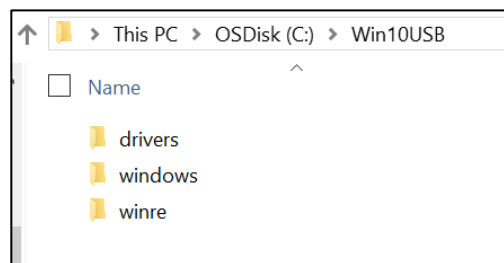 This PC > OSDisk (C:) > Win10USB
Name
drivers
windows
winre